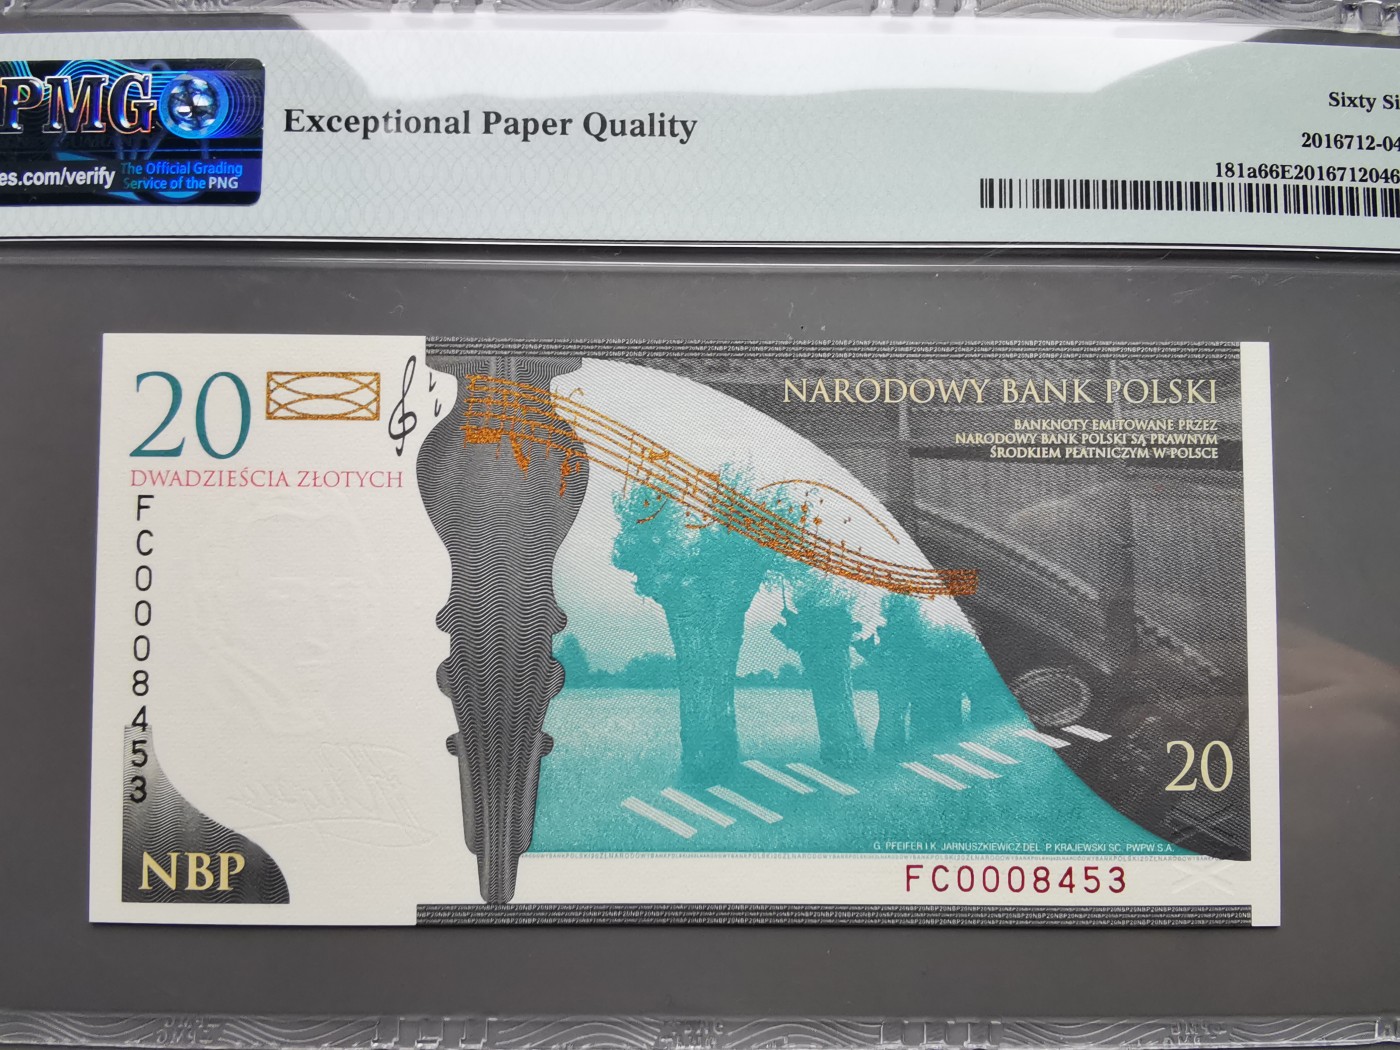 PMG
es.com/verify
The Official Grading
Service of the PNG
Exceptional Paper Quality
Sixty Si
2016712-04
181a66E2016712046
20
DWADZIEŚCIA ZŁOTYCH
FC0008453
NBP
NARODOWY BANK POLSKI
BANKNOTY EMITOWANE PRZEZ
NARODOWY BANK POLSKI SĄ PRAWNYM
ŚRODKIEM PŁATNICZYM W POLSCE
20
G. PFEIFER I K. JARNUSZKIEWICZ DEL. P. KRAJEWSKI SC. PWPW S.A.
FC0008453